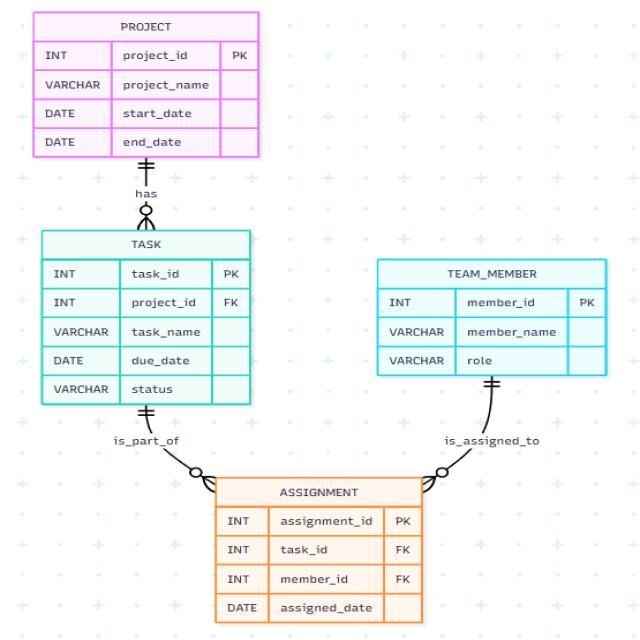 PROJECT
INT project_id PK
VARCHAR project_name
DATE start_date
DATE end_date
has
TASK
INT task_id PK
INT project_id FK
VARCHAR task_name
DATE due_date
VARCHAR status
TEAM_MEMBER
INT member_id PK
VARCHAR member_name
VARCHAR role
is_part_of
is_assigned_to
ASSIGNMENT
INT assignment_id PK
INT task_id FK
INT member_id FK
DATE assigned_date